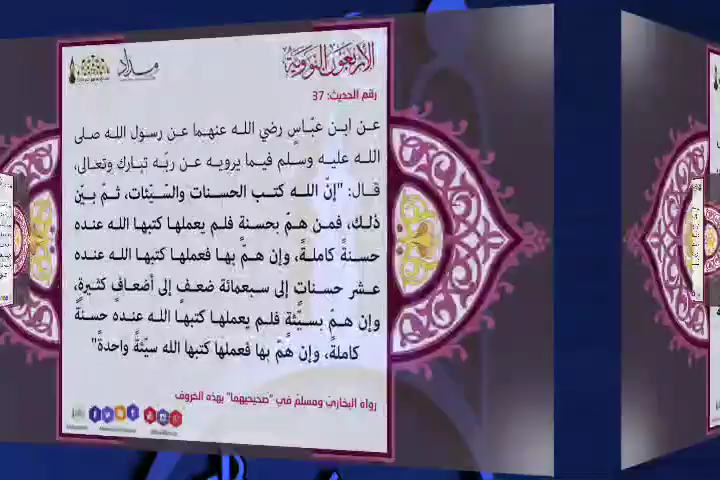 الأربعون النووية
مداد
رقم الحديث: 37
عن ابن عبّاسٍ رضي الله عنهما عن رسول الله صلى
الله عليه وسلم فيما يرويه عن ربّه تبارك وتعالى،
قال: "إنّ الله كتب الحسنات والسّيّئات، ثمّ بيّن
ذلك، فمن همّ بحسنةٍ فلم يعملها كتبها الله عنده
حسنةً كاملةً، وإن همّ بها فعملها كتبها الله عنده
عشر حسناتٍ إلى سبعمائة ضعفٍ إلى أضعافٍ كثيرةٍ،
وإن همّ بسيّئةٍ فلم يعملها كتبها الله عنده حسنةً
كاملةً، وإن همّ بها فعملها كتبها الله سيّئةً واحدةً"
رواه البخاري ومسلم في "صحيحيهما" بهذه الحروف